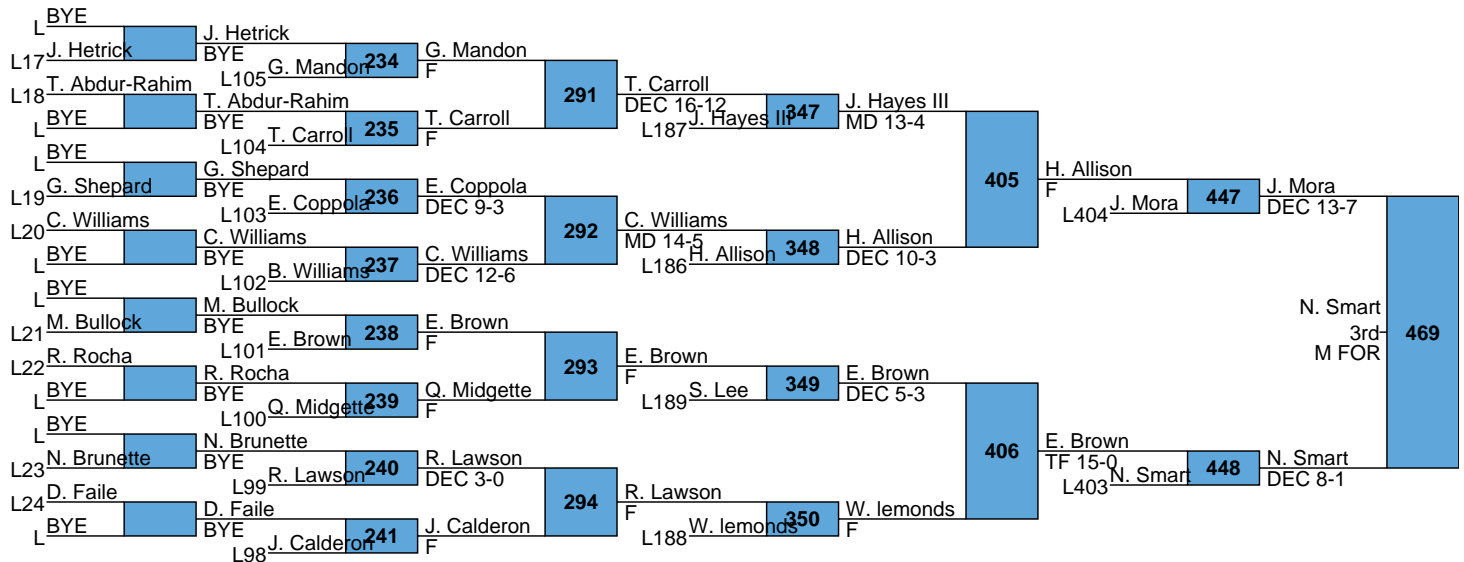 BYE
L
J. Hetrick
L17
T. Abdur-Rahim
L18
BYE
L
BYE
L
G. Shepard
L19
C. Williams
L20
BYE
L
BYE
L
M. Bullock
L21
R. Rocha
L22
BYE
L
BYE
L
N. Brunette
L23
D. Faile
L24
BYE
L
J. Hetrick
BYE
G. Mandon
L105
234
T. Abdur-Rahim
BYE
T. Carroll
L104
235
G. Shepard
BYE
E. Coppola
L103
236
C. Williams
BYE
B. Williams
L102
237
M. Bullock
BYE
E. Brown
L101
238
R. Rocha
BYE
Q. Midgette
L100
239
N. Brunette
BYE
R. Lawson
L99
240
D. Faile
BYE
J. Calderon
L98
241
G. Mandon
F
291
T. Carroll
F
E. Coppola
DEC 9-3
292
C. Williams
DEC 12-6
E. Brown
F
293
Q. Midgette
F
R. Lawson
DEC 3-0
294
J. Calderon
F
T. Carroll
DEC 16-12
J. Hayes III
L187
347
C. Williams
MD 14-5
H. Allison
L186
348
E. Brown
F
S. Lee
L189
349
R. Lawson
F
W. lemonds
L188
350
J. Hayes III
MD 13-4
405
H. Allison
DEC 10-3
E. Brown
DEC 5-3
406
W. lemonds
F
H. Allison
F
J. Mora
L404
447
E. Brown
TF 15-0
N. Smart
L403
448
J. Mora
DEC 13-7
N. Smart
DEC 8-1
N. Smart
3rd
M FOR
469